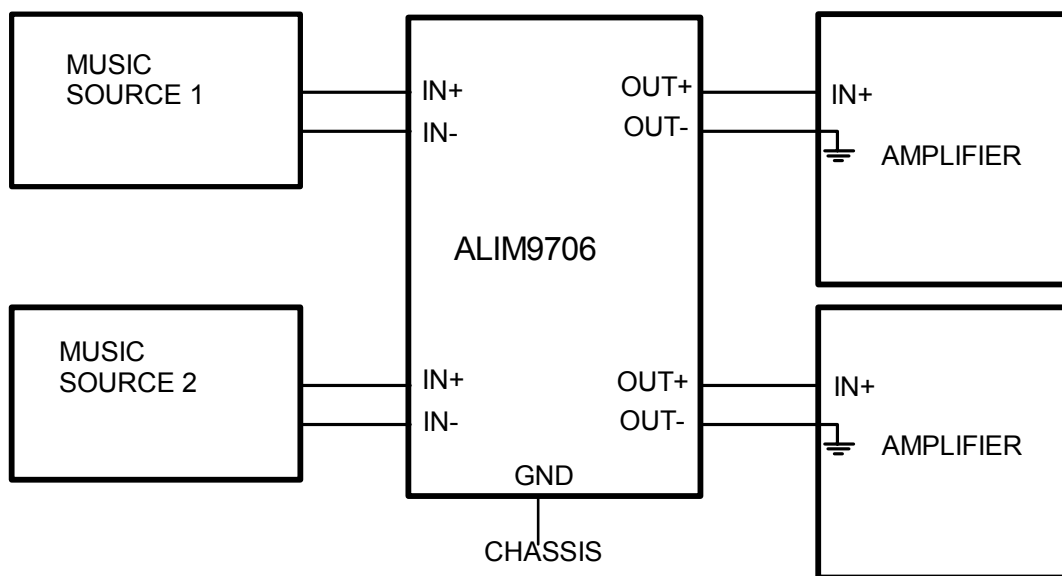 MUSIC
SOURCE 1
IN+
IN-
OUT+
OUT-
IN+
AMPLIFIER
ALIM9706
MUSIC
SOURCE 2
IN+
IN-
OUT+
OUT-
IN+
AMPLIFIER
GND
CHASSIS